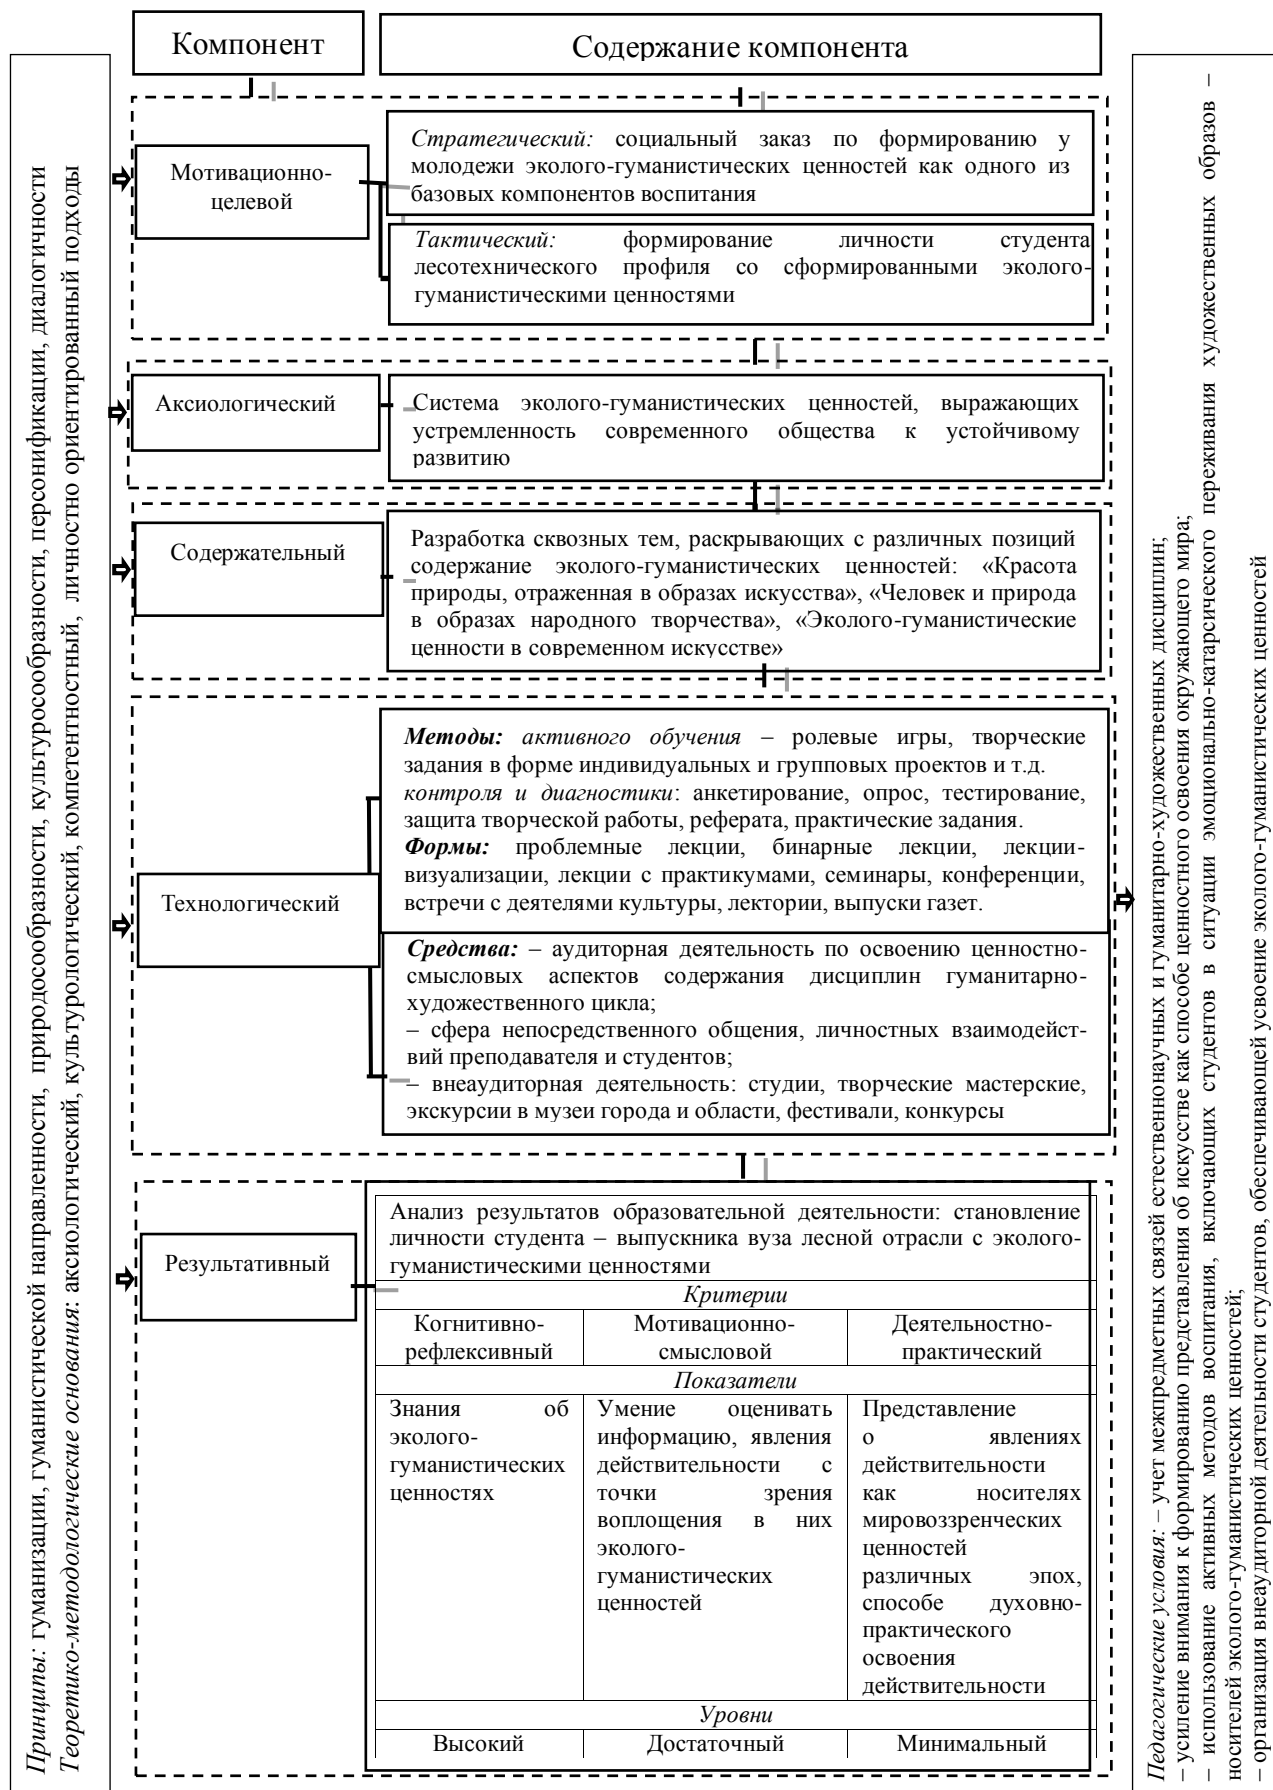 Компонент
Содержание компонента
Принципы: гуманизации, гуманистической направленности, природосообразности, культуросообразности, персонификации, диалогичности
Теоретико-методологические основания: аксиологический, культурологический, компетентностный, личностно ориентированный подходы
Мотивационно-
целевой
Стратегический: социальный заказ по формированию у
молодежи эколого-гуманистических ценностей как одного из
базовых компонентов воспитания
Тактический: формирование личности студента
лесотехнического профиля со сформированными эколого-
гуманистическими ценностями
Аксиологический
Система эколого-гуманистических ценностей, выражающих
устремленность современного общества к устойчивому
развитию
Содержательный
Разработка сквозных тем, раскрывающих с различных позиций
содержание эколого-гуманистических ценностей: «Красота
природы, отраженная в образах искусства», «Человек и природа
в образах народного творчества», «Эколого-гуманистические
ценности в современном искусстве»
Технологический
Методы: активного обучения – ролевые игры, творческие
задания в форме индивидуальных и групповых проектов и т.д.
контроля и диагностики: анкетирование, опрос, тестирование,
защита творческой работы, реферата, практические задания.
Формы: проблемные лекции, бинарные лекции, лекции-
визуализации, лекции с практикумами, семинары, конференции,
встречи с деятелями культуры, лектории, выпуски газет.
Средства: – аудиторная деятельность по освоению ценностно-
смысловых аспектов содержания дисциплин гуманитарно-
художественного цикла;
– сфера непосредственного общения, личностных взаимодейст-
вий преподавателя и студентов;
– внеаудиторная деятельность: студии, творческие мастерские,
экскурсии в музеи города и области, фестивали, конкурсы
Результативный
Анализ результатов образовательной деятельности: становление
личности студента – выпускника вуза лесной отрасли с эколого-
гуманистическими ценностями
Критерии
Когнитивно-
рефлексивный
Мотивационно-
смысловой
Деятельностно-
практический
Показатели
Знания об
эколого-
гуманистических
ценностях
Умение оценивать
информацию, явления
действительности с
точки зрения
воплощения в них
эколого-
гуманистических
ценностей
Представление
о явлениях
действительности
как носителях
мировоззренческих
ценностей
различных эпох,
способе духовно-
практического
освоения
действительности
Уровни
Высокий
Достаточный
Минимальный
Педагогические условия: – учет межпредметных связей естественнонаучных и гуманитарно-художественных дисциплин;
– усиление внимания к формированию представления об искусстве как способе ценностного освоения окружающего мира;
– использование активных методов воспитания, включающих студентов в ситуации эмоционально-катарсического переживания художественных образов –
носителей эколого-гуманистических ценностей;
– организация внеаудиторной деятельности студентов, обеспечивающей усвоение эколого-гуманистических ценностей